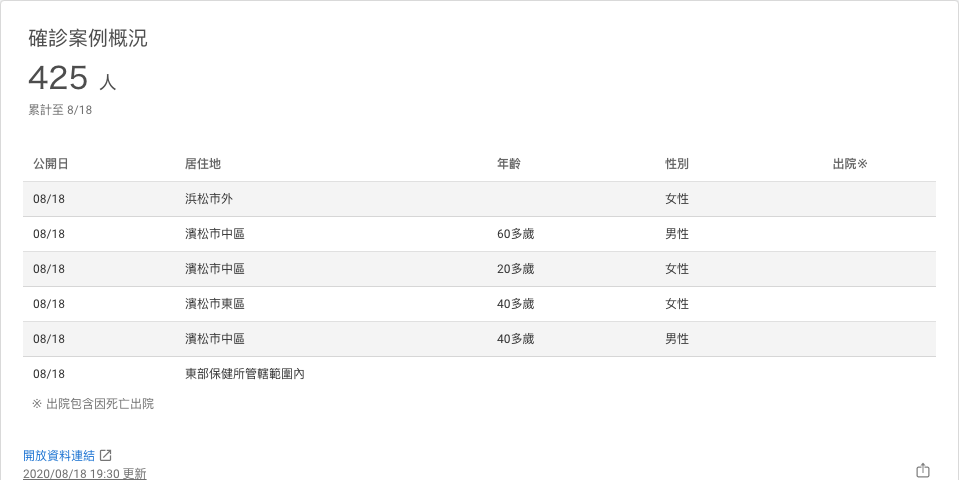 確診案例概況
425 人
累計至 8/18
公開日 居住地 年齡 性別 出院※
08/18 浜松市外 女性
08/18 濱松市中區 60多歲 男性
08/18 濱松市中區 20多歲 女性
08/18 濱松市東區 40多歲 女性
08/18 濱松市中區 40多歲 男性
08/18 東部保健所管轄範圍內
※ 出院包含因死亡出院
開放資料連結
2020/08/18 19:30 更新